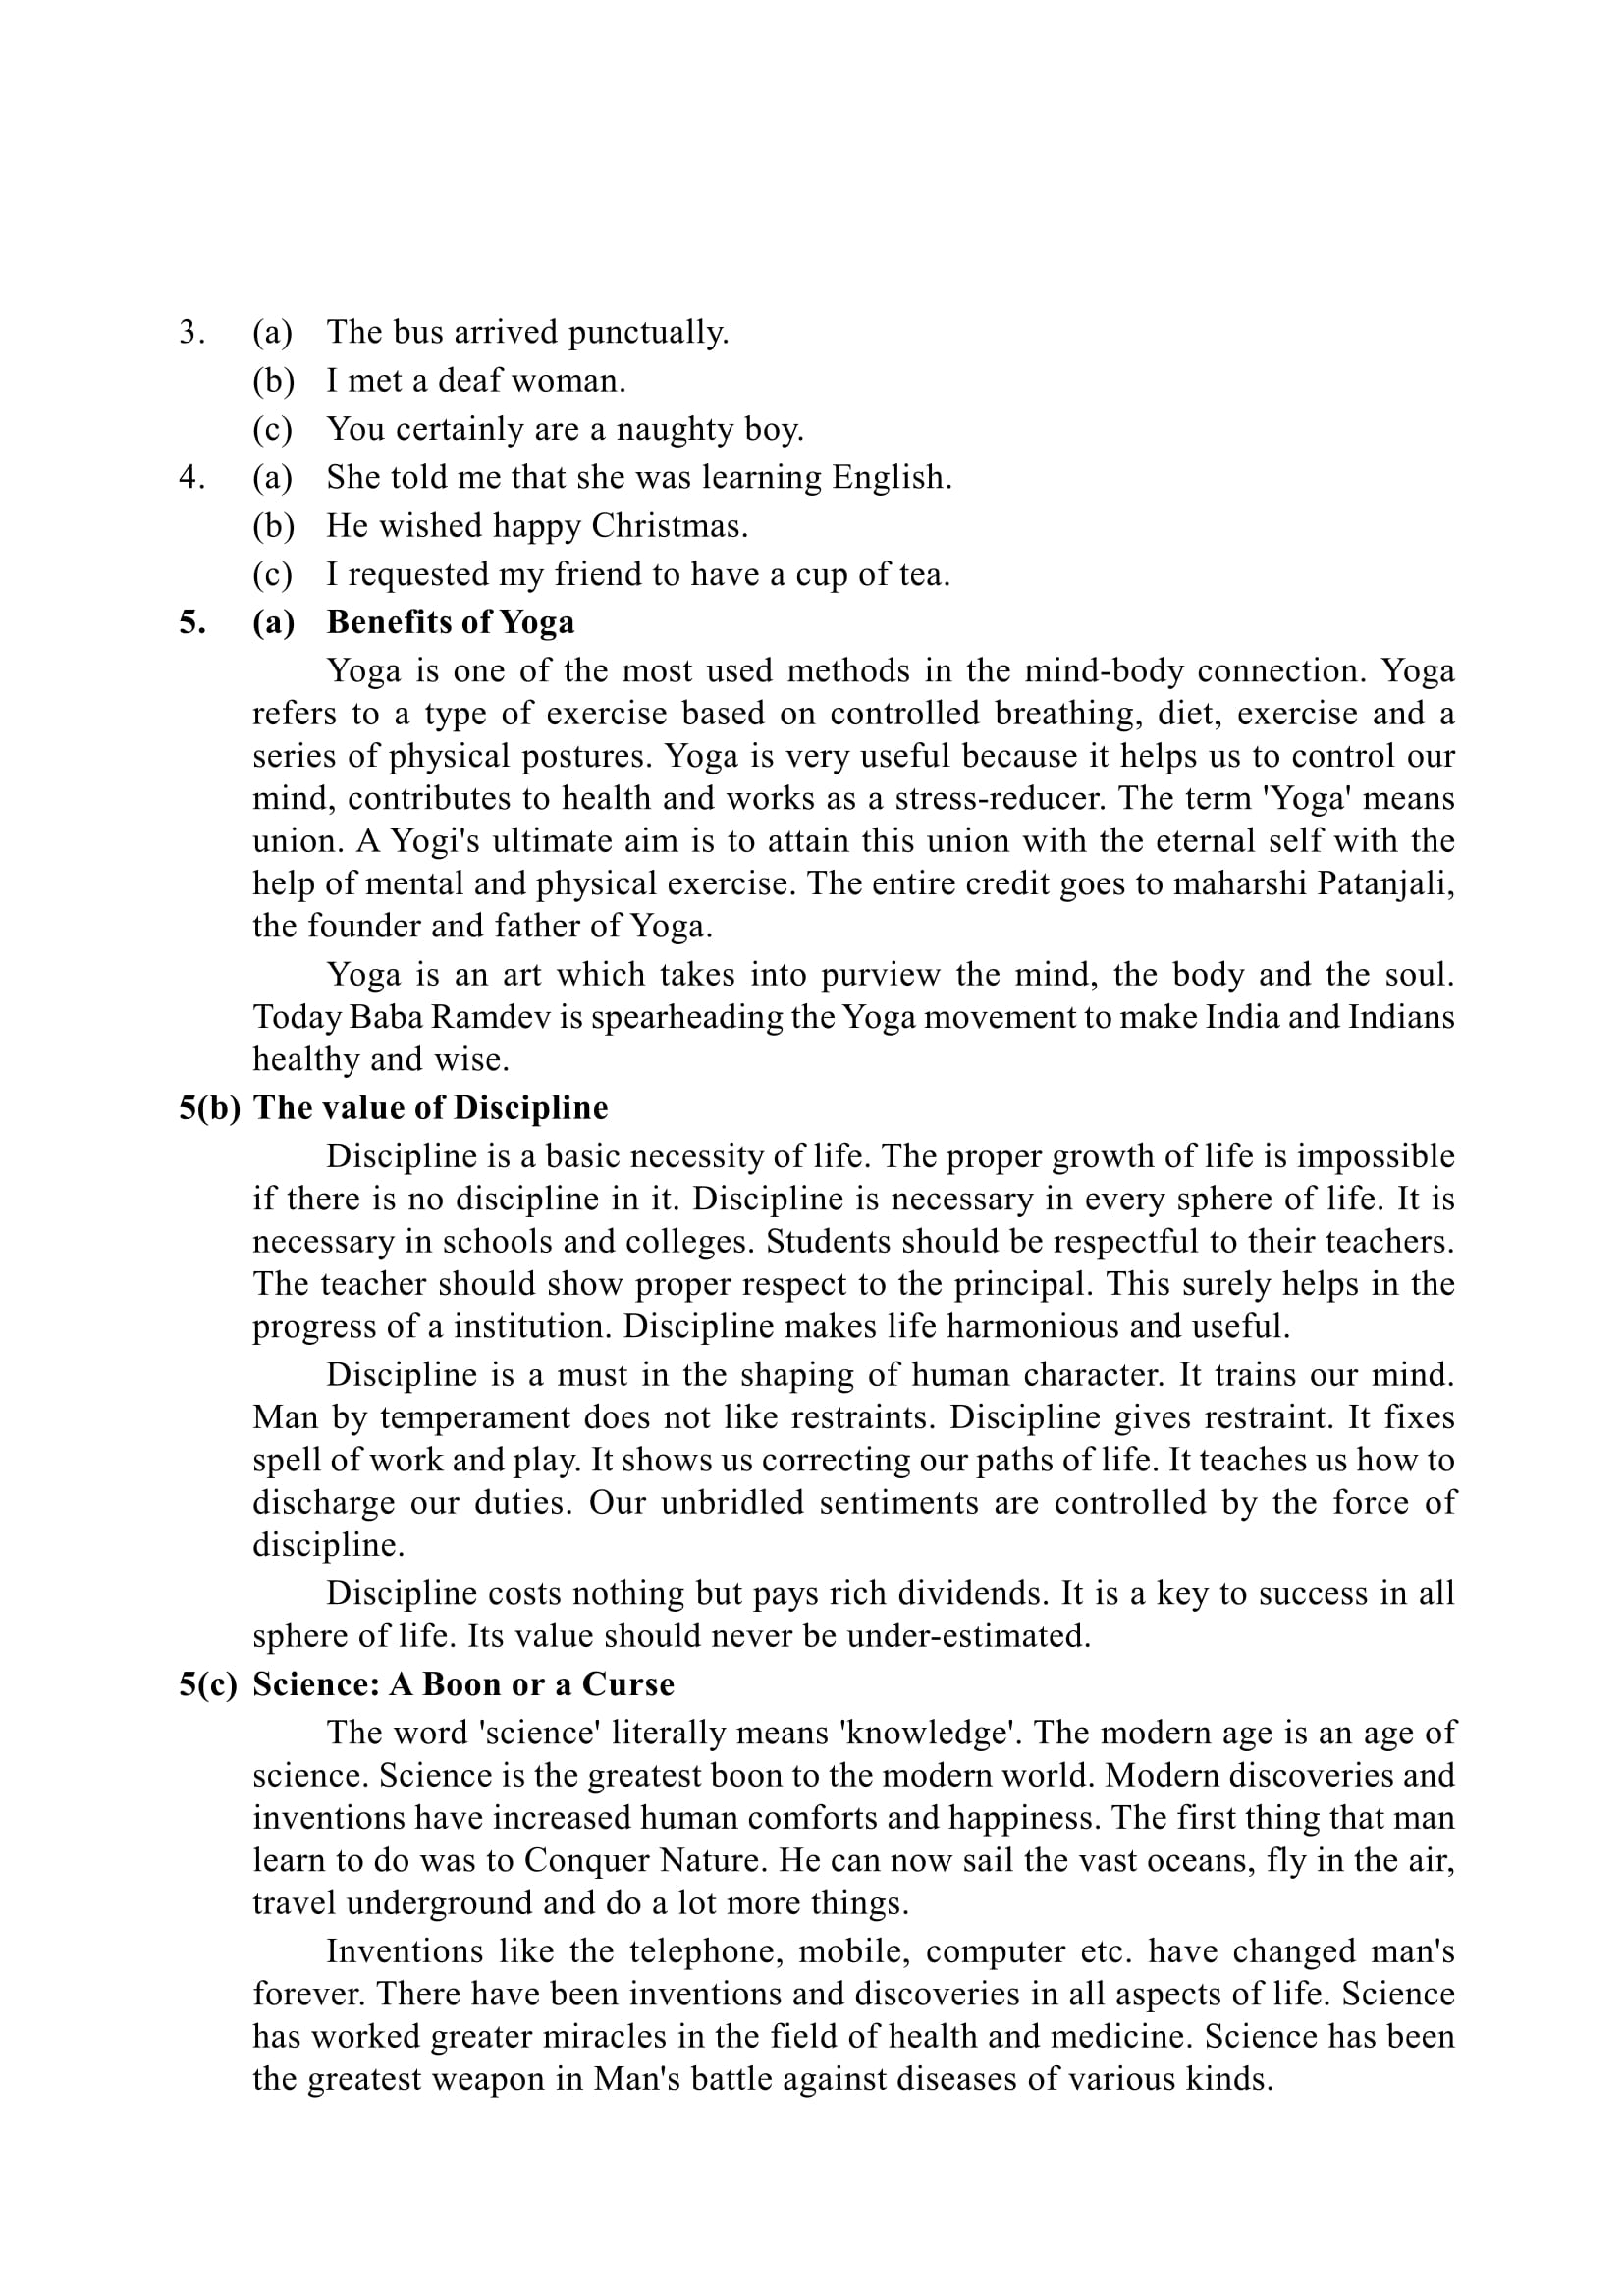 3. (a) The bus arrived punctually.
(b) I met a deaf woman.
(c) You certainly are a naughty boy.
4. (a) She told me that she was learning English.
(b) He wished happy Christmas.
(c) I requested my friend to have a cup of tea.
5. (a) Benefits of Yoga
Yoga is one of the most used methods in the mind-body connection. Yoga
refers to a type of exercise based on controlled breathing, diet, exercise and a
series of physical postures. Yoga is very useful because it helps us to control our
mind, contributes to health and works as a stress-reducer. The term 'Yoga' means
union. A Yogi's ultimate aim is to attain this union with the eternal self with the
help of mental and physical exercise. The entire credit goes to maharshi Patanjali,
the founder and father of Yoga.
Yoga is an art which takes into purview the mind, the body and the soul.
Today Baba Ramdev is spearheading the Yoga movement to make India and Indians
healthy and wise.
5(b) The value of Discipline
Discipline is a basic necessity of life. The proper growth of life is impossible
if there is no discipline in it. Discipline is necessary in every sphere of life. It is
necessary in schools and colleges. Students should be respectful to their teachers.
The teacher should show proper respect to the principal. This surely helps in the
progress of a institution. Discipline makes life harmonious and useful.
Discipline is a must in the shaping of human character. It trains our mind.
Man by temperament does not like restraints. Discipline gives restraint. It fixes
spell of work and play. It shows us correcting our paths of life. It teaches us how to
discharge our duties. Our unbridled sentiments are controlled by the force of
discipline.
Discipline costs nothing but pays rich dividends. It is a key to success in all
sphere of life. Its value should never be under-estimated.
5(c) Science: A Boon or a Curse
The word 'science' literally means 'knowledge'. The modern age is an age of
science. Science is the greatest boon to the modern world. Modern discoveries and
inventions have increased human comforts and happiness. The first thing that man
learn to do was to Conquer Nature. He can now sail the vast oceans, fly in the air,
travel underground and do a lot more things.
Inventions like the telephone, mobile, computer etc. have changed man's
forever. There have been inventions and discoveries in all aspects of life. Science
has worked greater miracles in the field of health and medicine. Science has been
the greatest weapon in Man's battle against diseases of various kinds.